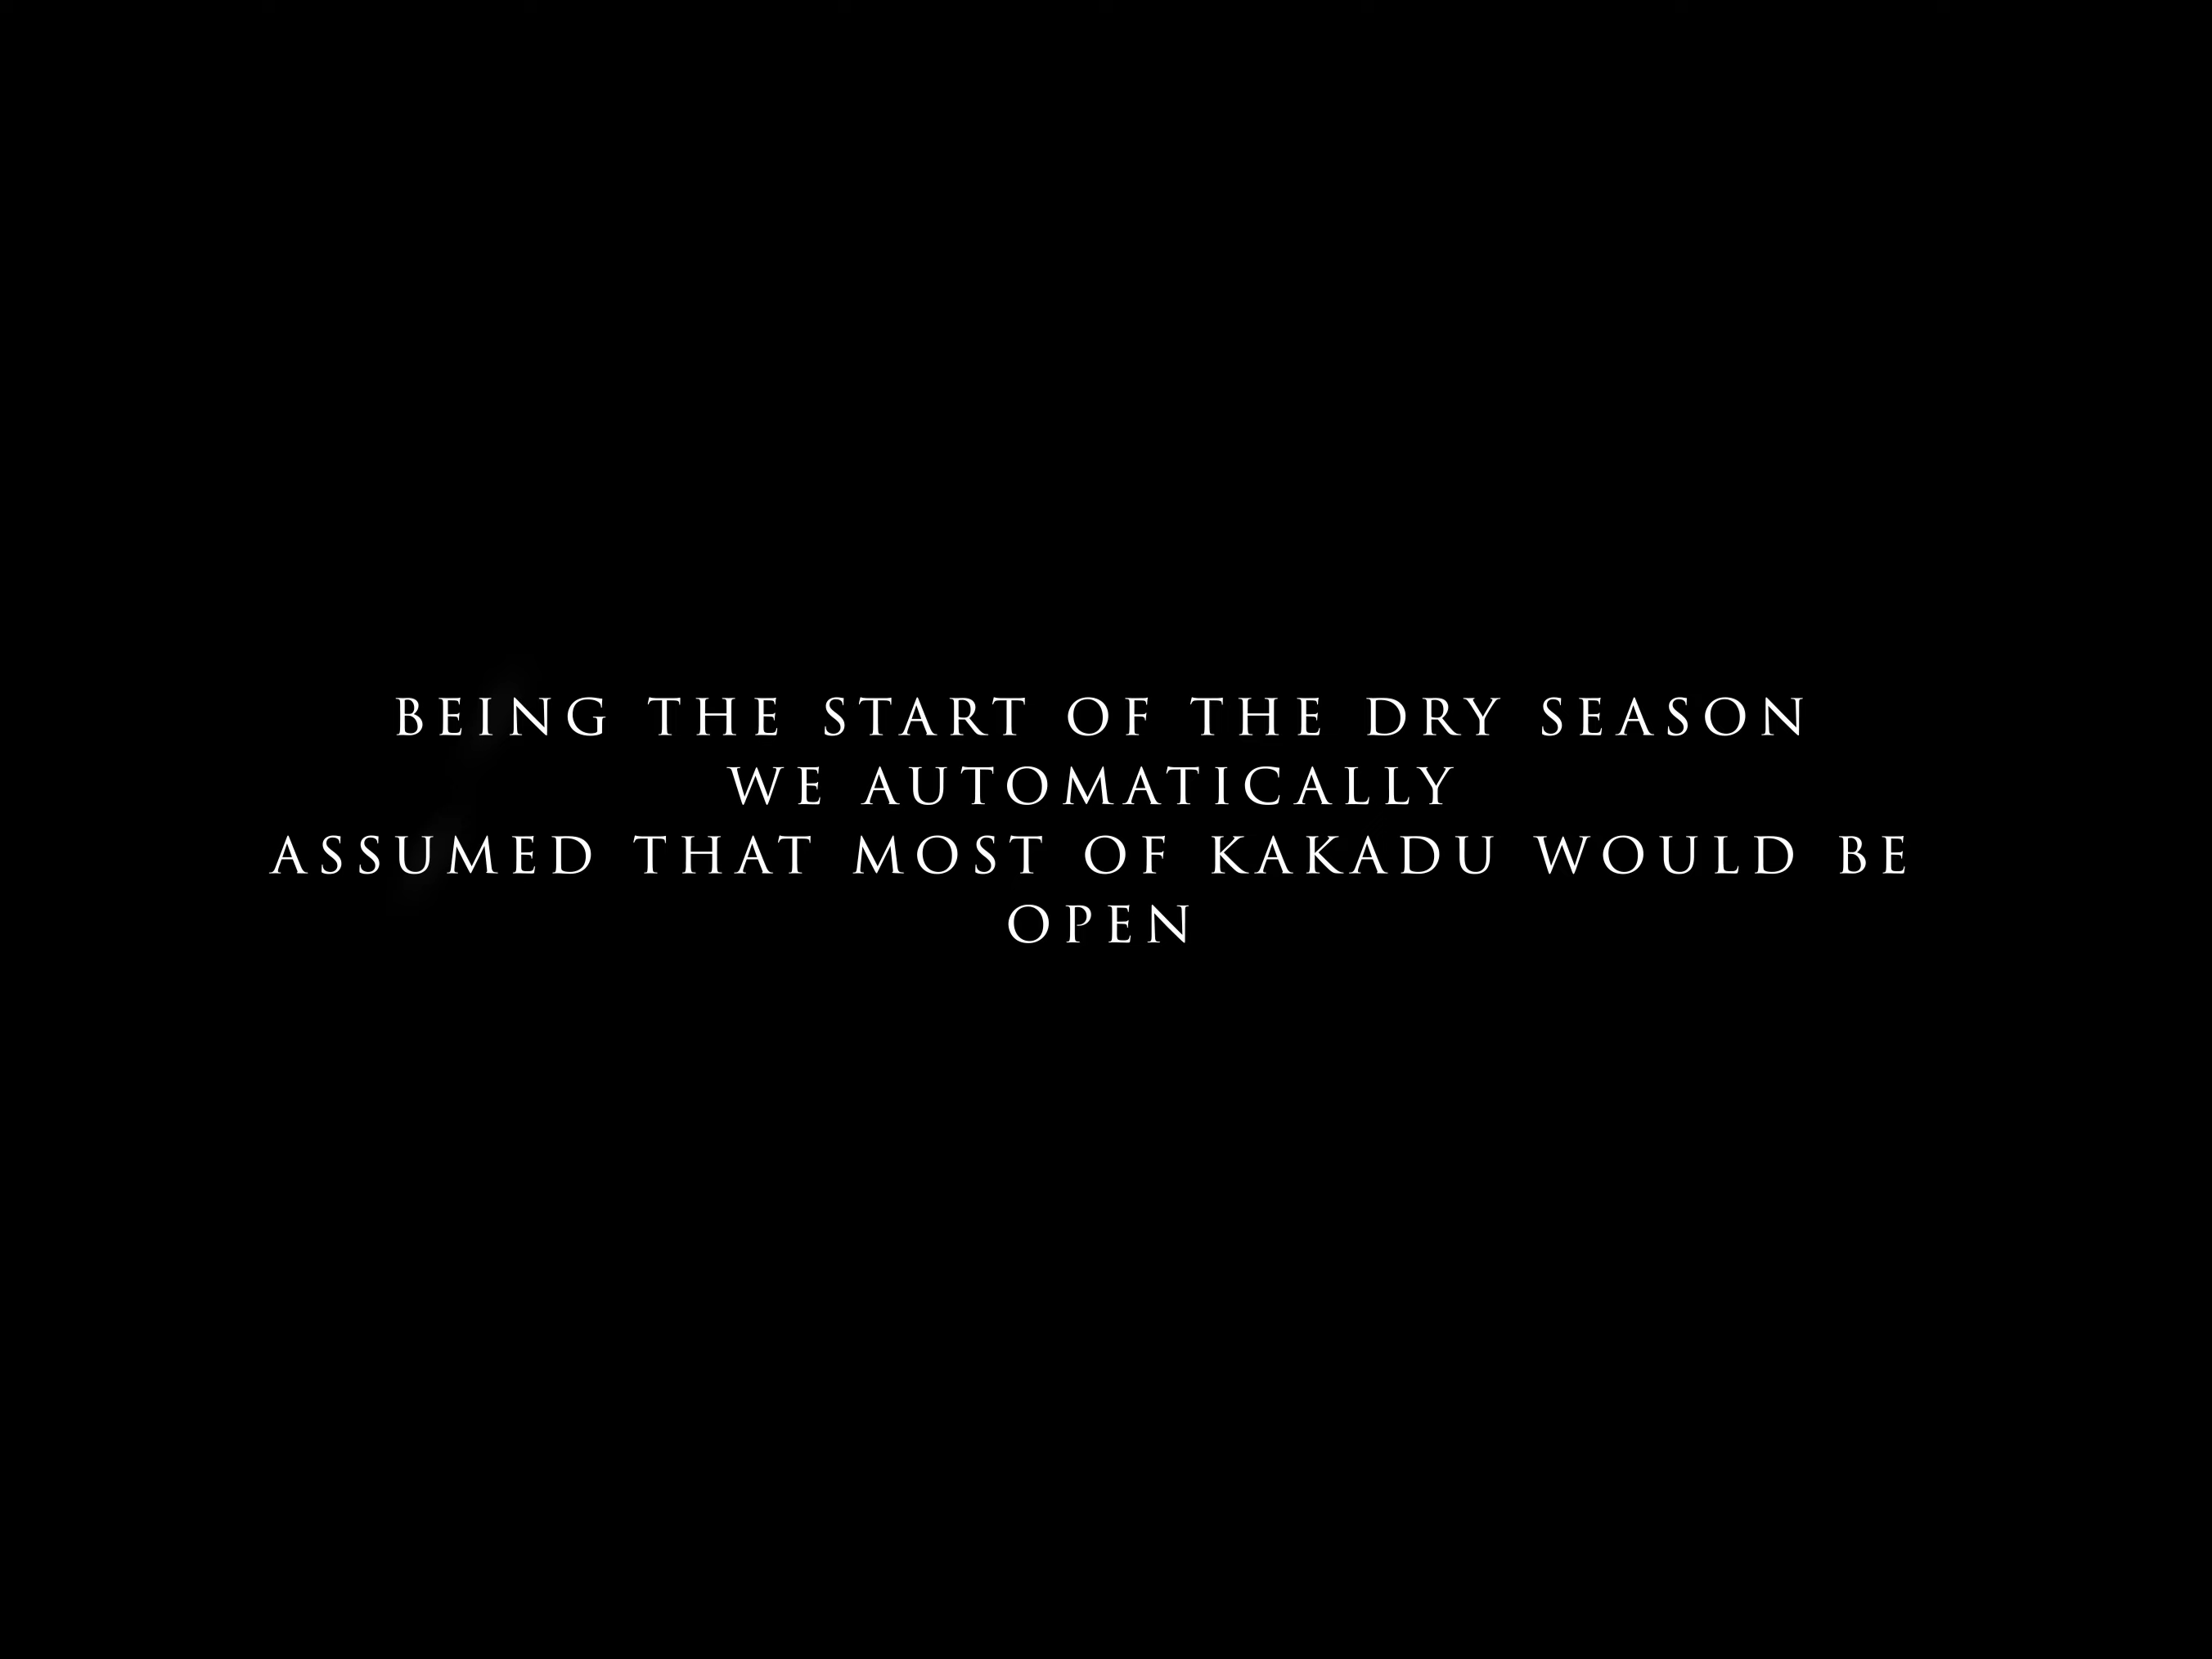 BEING THE START OF THE DRY SEASON
WE AUTOMATICALLY
ASSUMED THAT MOST OF KAKADU WOULD BE
OPEN